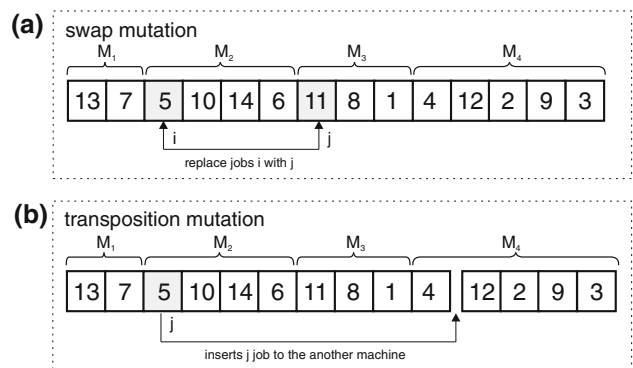 (a)
swap mutation
M1 M2 M3 M4
13 7 5 10 14 6 11 8 1 4 12 2 9 3
i j
replace jobs i with j
(b)
transposition mutation
M1 M2 M3 M4
13 7 5 10 14 6 11 8 1 4 12 2 9 3
j
inserts j job to the another machine